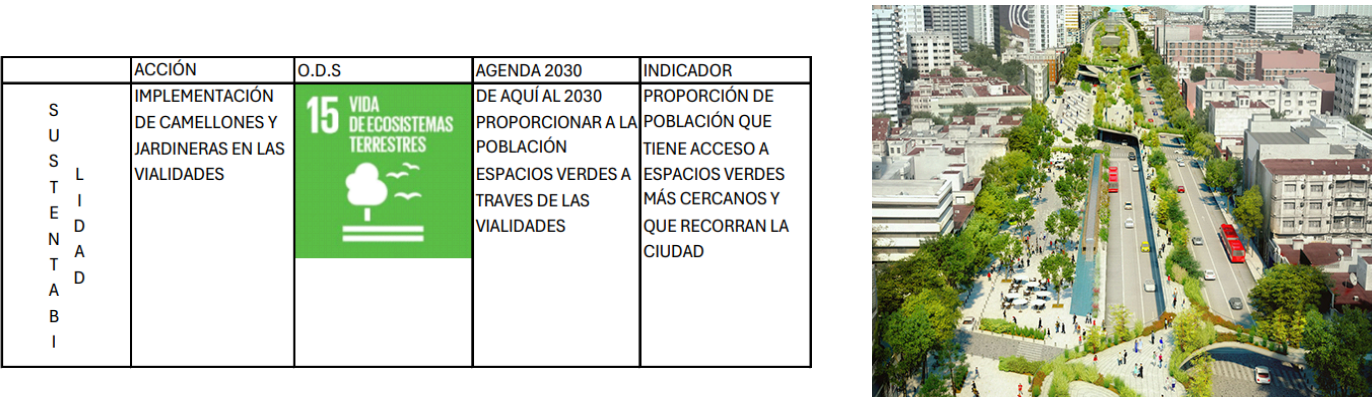 ACCIÓN
O.D.S
AGENDA 2030
INDICADOR
SUSTENTABI
LIDAD
IMPLEMENTACIÓN
DE CAMELLONES Y
JARDINERAS EN LAS
VIALIDADES
15 VIDA
DE ECOSISTEMAS
TERRESTRES
DE AQUÍ AL 2030
PROPORCIONAR A LA
POBLACIÓN
ESPACIOS VERDES A
TRAVES DE LAS
VIALIDADES
PROPORCIÓN DE
POBLACIÓN QUE
TIENE ACCESO A
ESPACIOS VERDES
MÁS CERCANOS Y
QUE RECORRAN LA
CIUDAD